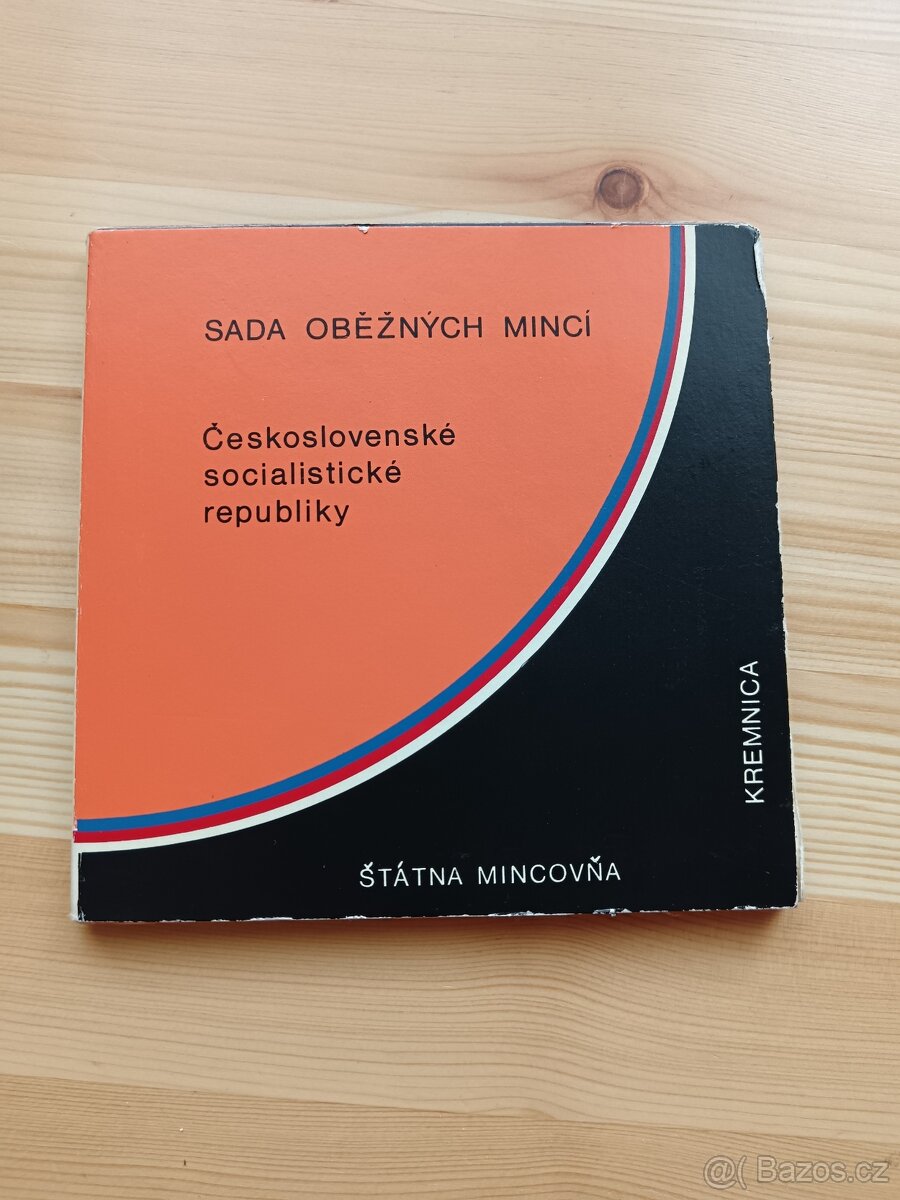 SADA OBĚŽNÝCH MINCÍ
Československé
socialistické
republiky
KREMNICA
ŠTÁTNA MINCOVŇA
@( Bazos.cz